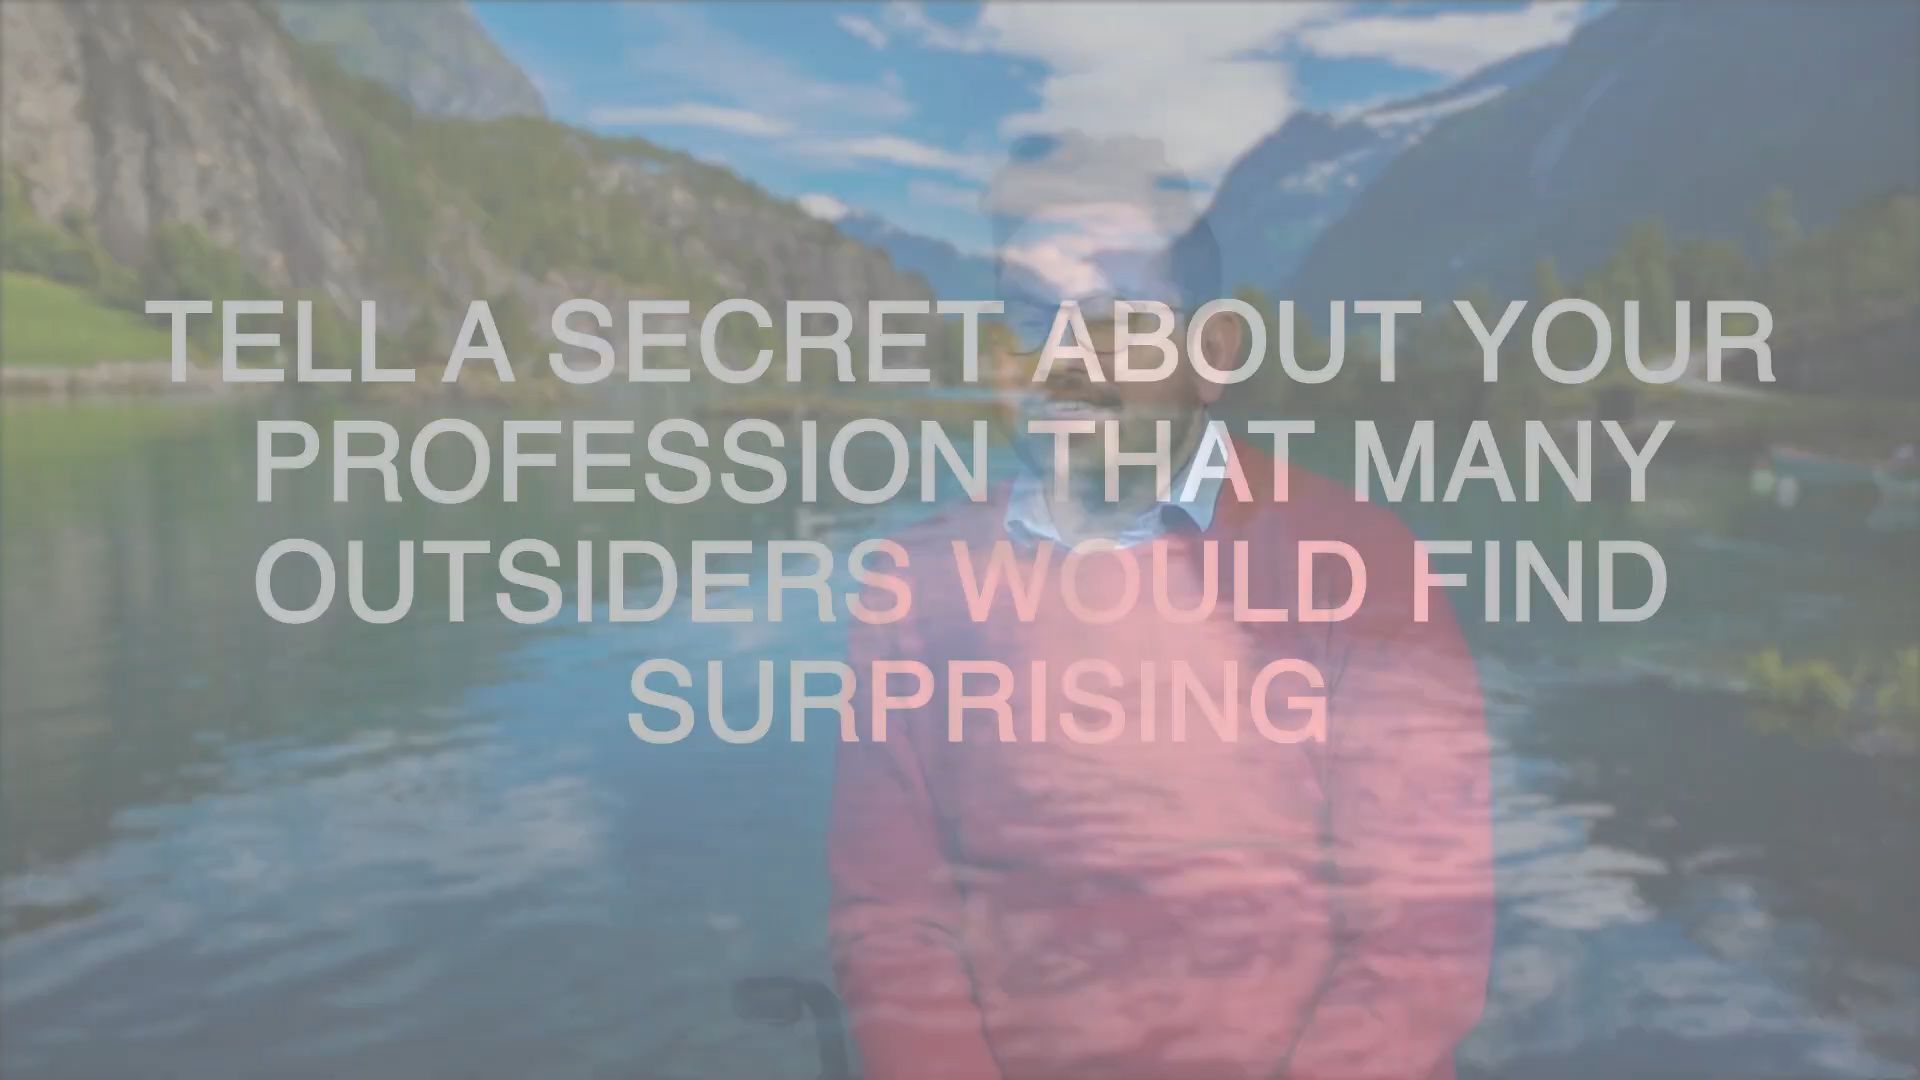 TELL A SECRET ABOUT YOUR
PROFESSION THAT MANY
OUTSIDERS WOULD FIND
SURPRISING